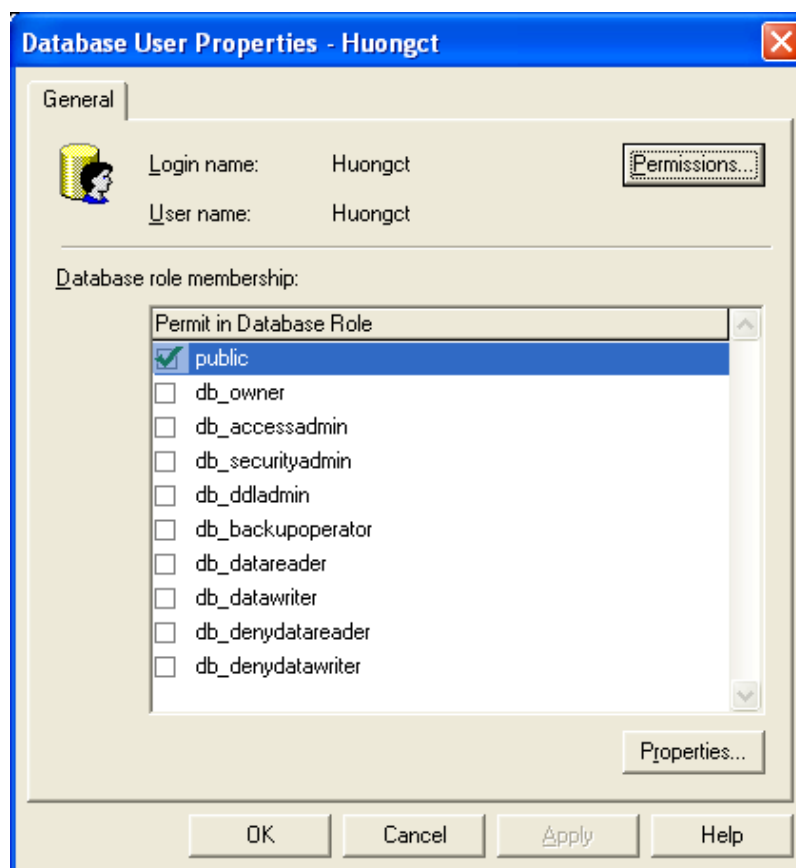 Database User Properties - Huongct
General
Login name: Huongct Permissions...
User name: Huongct
Database role membership:
Permit in Database Role
public
db_owner
db_accessadmin
db_securityadmin
db_ddladmin
db_backupoperator
db_datareader
db_datawriter
db_denydatareader
db_denydatawriter
Properties...
OK Cancel Apply Help